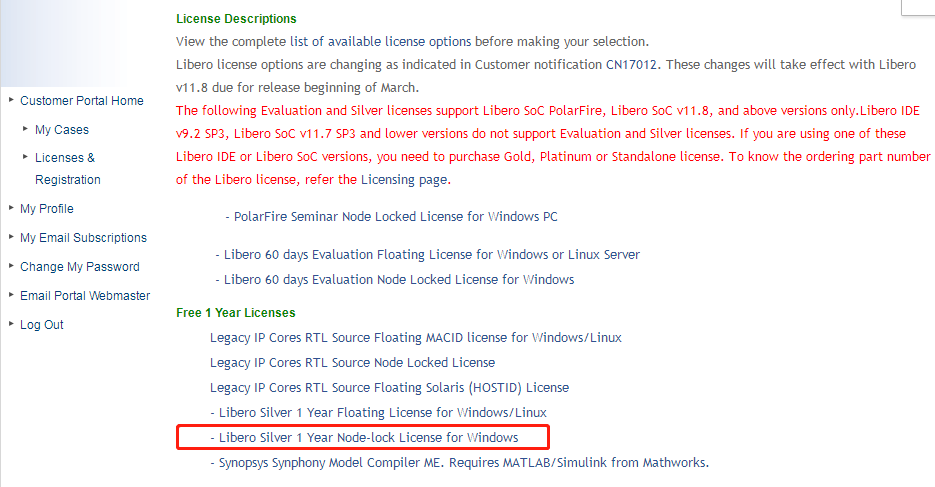 Customer Portal Home
My Cases
Licenses &
Registration
My Profile
My Email Subscriptions
Change My Password
Email Portal Webmaster
Log Out
License Descriptions
View the complete list of available license options before making your selection.
Libero license options are changing as indicated in Customer notification CN17012. These changes will take effect with Libero
v11.8 due for release beginning of March.
The following Evaluation and Silver licenses support Libero SoC PolarFire, Libero SoC v11.8, and above versions only.Libero IDE
v9.2 SP3, Libero SoC v11.7 SP3 and lower versions do not support Evaluation and Silver licenses. If you are using one of these
Libero IDE or Libero SoC versions, you need to purchase Gold, Platinum or Standalone license. To know the ordering part number
of the Libero license, refer the Licensing page.
- PolarFire Seminar Node Locked License for Windows PC
- Libero 60 days Evaluation Floating License for Windows or Linux Server
- Libero 60 days Evaluation Node Locked License for Windows
Free 1 Year Licenses
Legacy IP Cores RTL Source Floating MACID license for Windows/Linux
Legacy IP Cores RTL Source Node Locked License
Legacy IP Cores RTL Source Floating Solaris (HOSTID) License
- Libero Silver 1 Year Floating License for Windows/Linux
- Libero Silver 1 Year Node-lock License for Windows
- Synopsys Synphony Model Compiler ME. Requires MATLAB/Simulink from Mathworks.